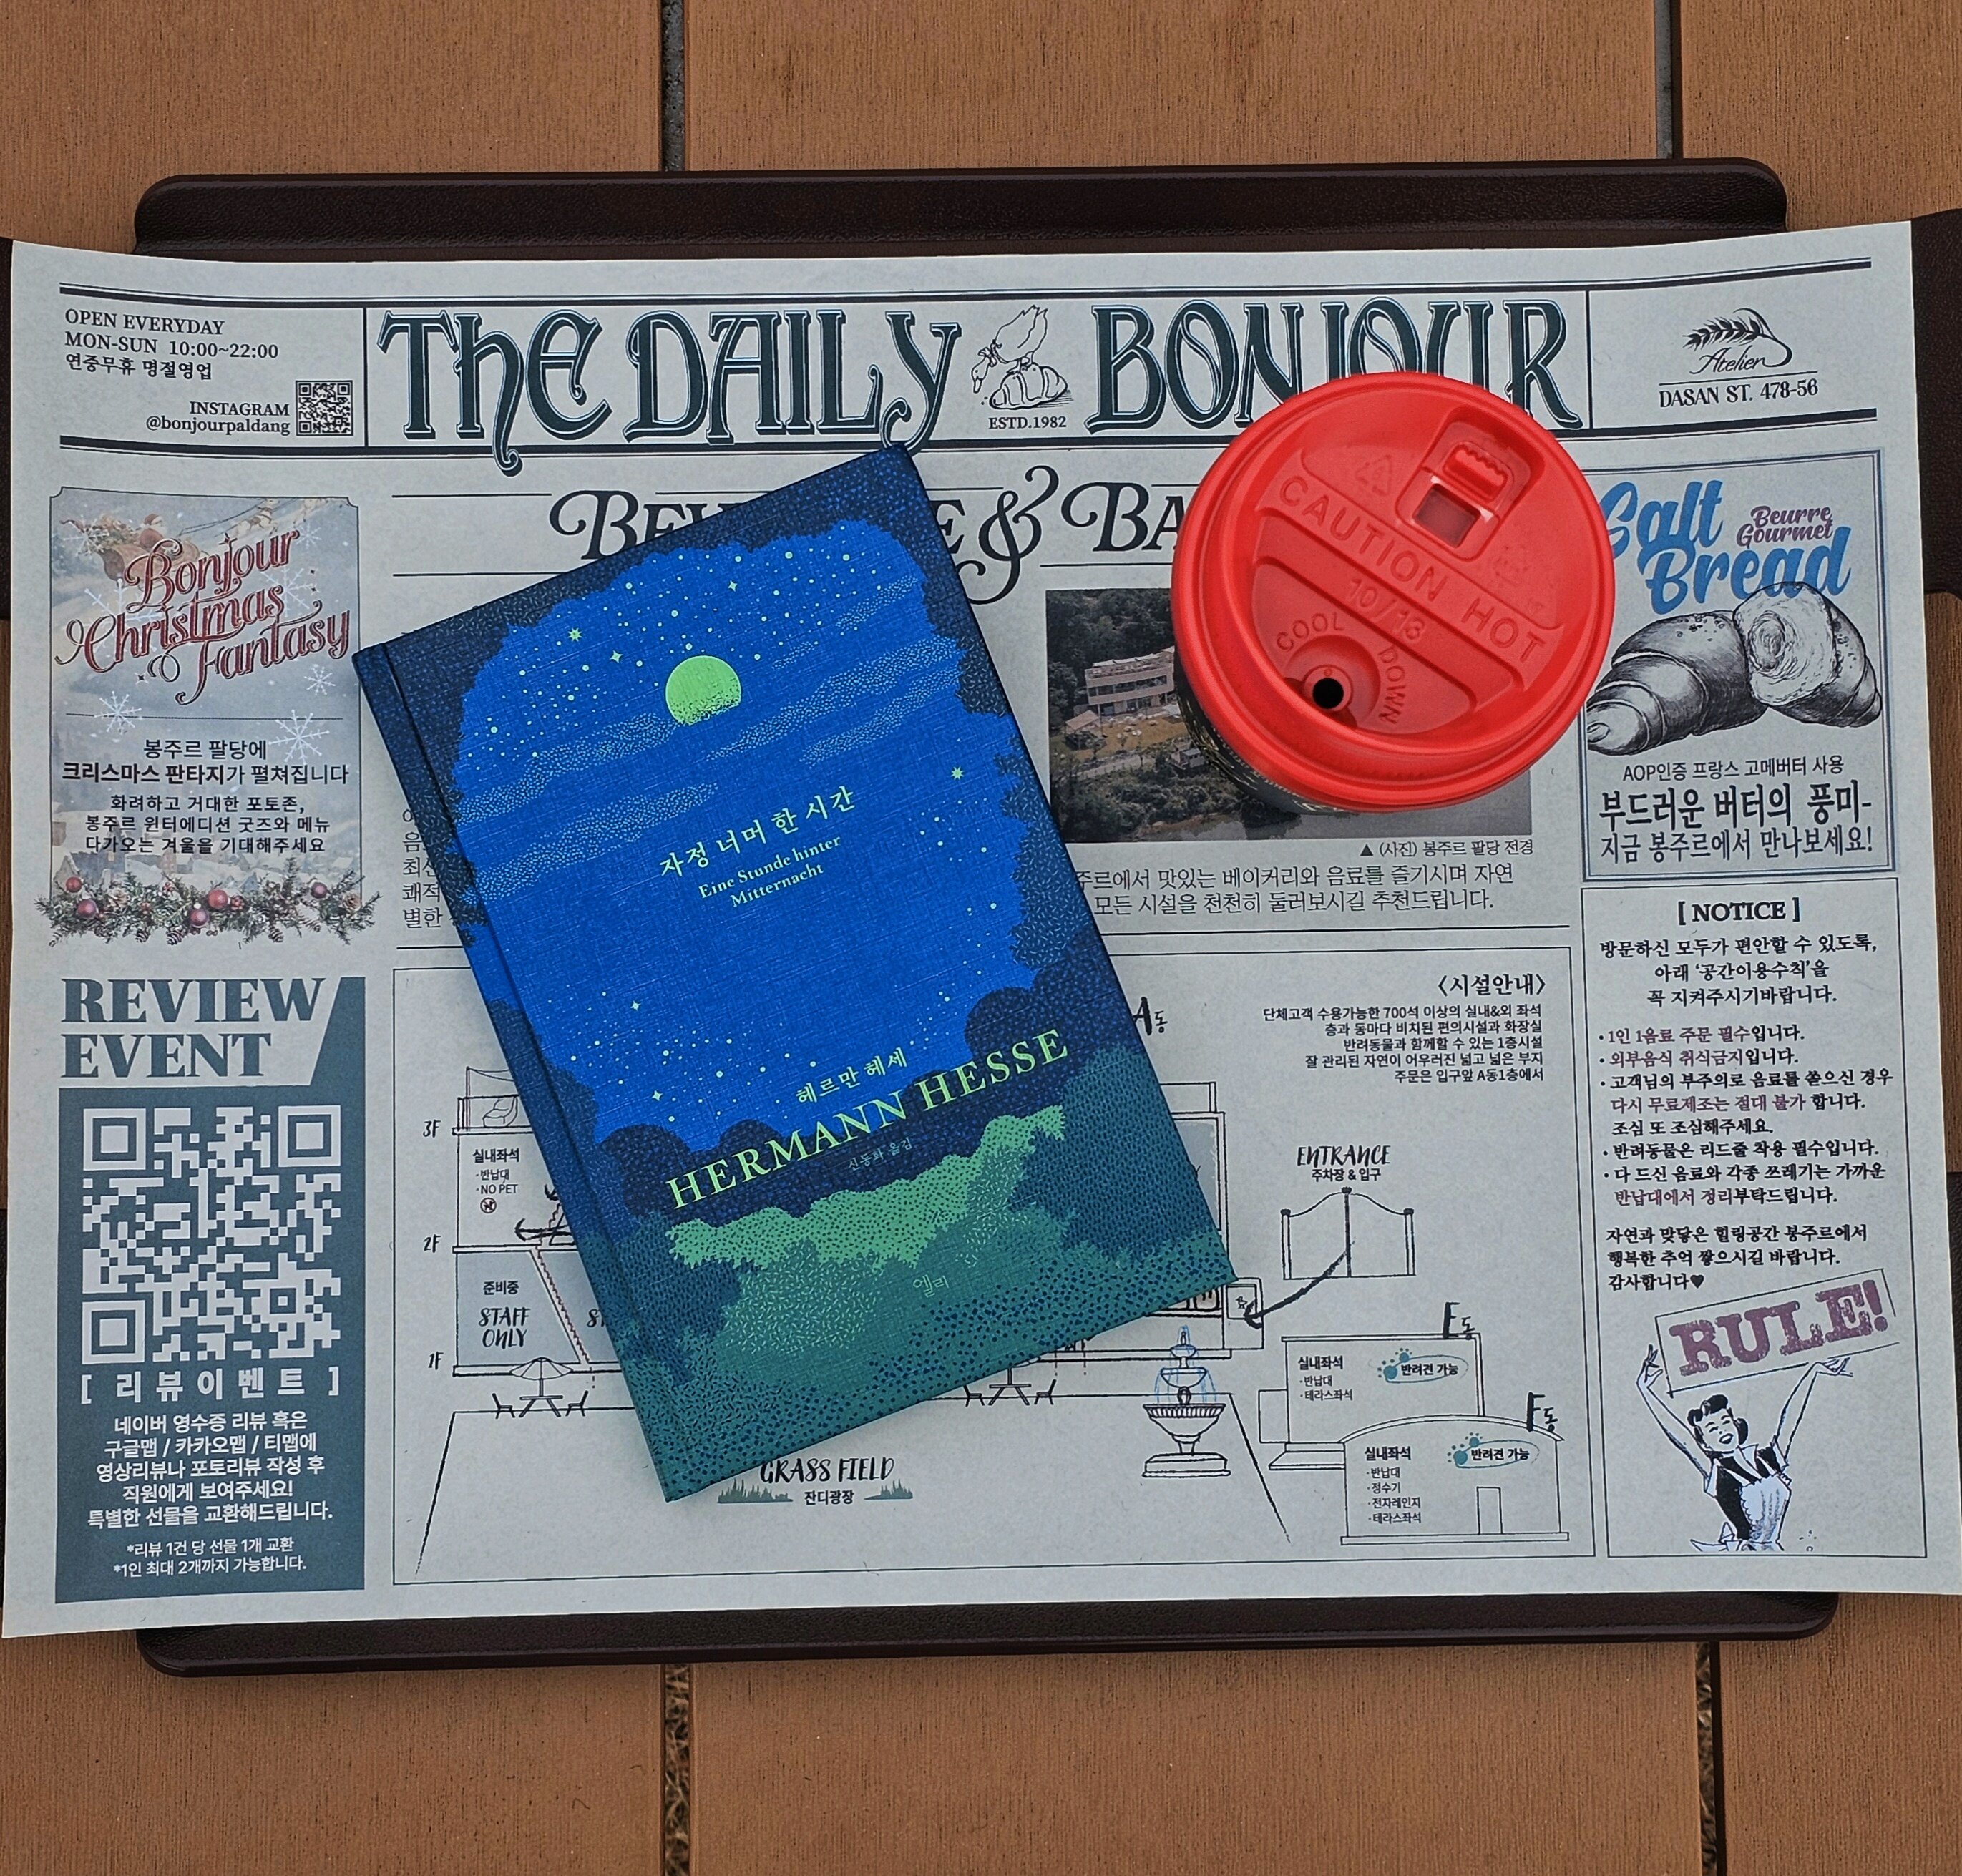 OPEN EVERYDAY
MON-SUN 10:00~22:00
연중무휴 명절영업
INSTAGRAM
@bonjourpaldang
THE DAILY BONJOUR
ESTD.1982
Atelier
DASAN ST. 478-56
&
Bonjour
Christmas
Fantasy
봉주르 팔당에
크리스마스 판타지가 펼쳐집니다
화려하고 거대한 포토존,
봉주르 윈터에디션 굿즈와 메뉴
다가오는 겨울을 기대해주세요
REVIEW
EVENT
[ 리뷰이벤트 ]
네이버 영수증 리뷰 혹은
구글맵 / 카카오맵 / 티맵에
영상리뷰나 포토리뷰 작성 후
직원에게 보여주세요!
특별한 선물을 교환해드립니다.
*리뷰 1건 당 선물 1개 교환
*1인 최대 2개까지 가능합니다.
자정 너머 한 시간
Eine Stunde hinter
Mitternacht
헤르만 헤세
HERMANN HESSE
신동화 옮김
엘리
CAUTION HOT
10/13
COOL DOWN
▲ (사진) 봉주르 팔당 전경
맛있는 베이커리와 음료를 즐기시며 자연
모든 시설을 천천히 둘러보시길 추천드립니다.
<시설안내>
단체고객 수용가능한 700석 이상의 실내&외 좌석
층과 동마다 비치된 편의시설과 화장실
반려동물과 함께할 수 있는 1층시설
잘 관리된 자연이 어우러진 넓고 넓은 부지
주문은 입구앞 A동1층에서
A동
3F
실내좌석
·반납대
·NO PET
2F
준비중
STAFF
ONLY
1F
GRASS FIELD
잔디광장
ENTRANCE
주차장 & 입구
E동
실내좌석
·반납대
·테라스좌석
반려견 가능
F동
실내좌석
·반납대
·정수기
·전자레인지
·테라스좌석
반려견 가능
Salt
Bread
Beurre
Gourmet
AOP인증 프랑스 고메버터 사용
부드러운 버터의 풍미-
지금 봉주르에서 만나보세요!
[ NOTICE ]
방문하신 모두가 편안할 수 있도록,
아래 '공간이용수칙'을
꼭 지켜주시기바랍니다.
·1인 1음료 주문 필수입니다.
·외부음식 취식금지입니다.
·고객님의 부주의로 음료를 쏟으신 경우
다시 무료제조는 절대 불가 합니다.
조심 또 조심해주세요.
·반려동물은 리드줄 착용 필수입니다.
·다 드신 음료와 각종 쓰레기는 가까운
반납대에서 정리부탁드립니다.
자연과 맞닿은 힐링공간 봉주르에서
행복한 추억 쌓으시길 바랍니다.
감사합니다♥
RULE!